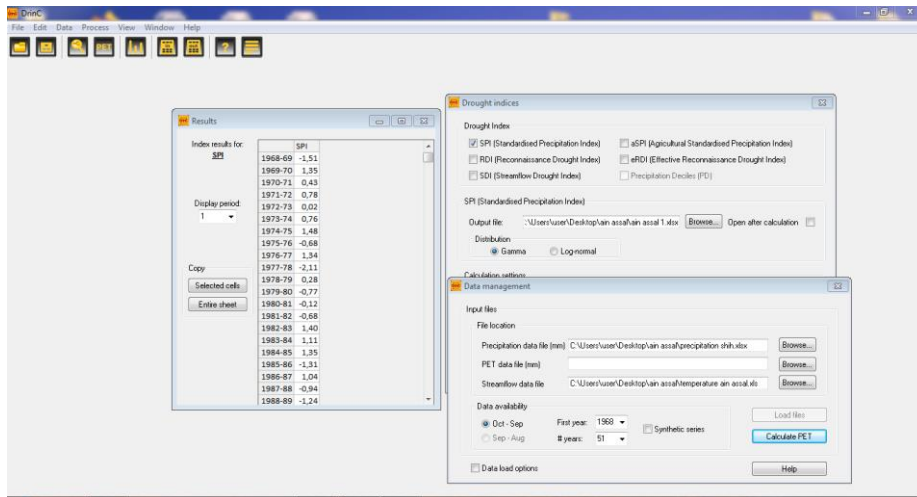 DrinC
File Edit Data Process View Window Help
PET
Results
Index results for:
SPI
Display period:
1
Copy
Selected cells
Entire sheet
SPI
1968-69 -1,51
1969-70 1,35
1970-71 0,43
1971-72 0,78
1972-73 0,02
1973-74 0,76
1974-75 1,48
1975-76 -0,68
1976-77 1,34
1977-78 -2,11
1978-79 0,28
1979-80 -0,77
1980-81 -0,12
1981-82 -0,68
1982-83 1,40
1983-84 1,11
1984-85 1,35
1985-86 -1,31
1986-87 1,04
1987-88 -0,94
1988-89 -1,24
Drought indices
Drought Index
SPI (Standardised Precipitation Index) aSPI (Agricultural Standardised Precipitation Index)
RDI (Reconnaissance Drought Index) eRDI (Effective Reconnaissance Drought Index)
SDI (Streamflow Drought Index) Precipitation Deciles (PD)
SPI (Standardised Precipitation Index)
Output file: :\Users\user\Desktop\ain assal\ain assal 1.xlsx Browse... Open after calculation
Distribution
Gamma Log-normal
Calculation settings
Data management
Input files
File location
Precipitation data file (mm) C:\Users\user\Desktop\ain assal\precipitation shih.xlsx Browse...
PET data file (mm) Browse...
Streamflow data file C:\Users\user\Desktop\ain assal\temperature ain assal.xls Browse...
Data availability
Oct - Sep First year: 1968 Synthetic series
Sep - Aug # years: 51
Load files
Calculate PET
Data load options Help